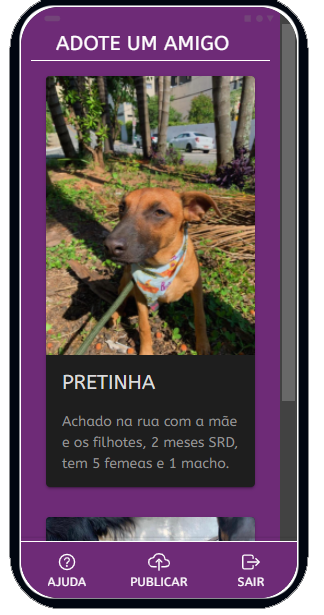 ADOTE UM AMIGO
PRETINHA
Achado na rua com a mãe
e os filhotes, 2 meses SRD,
tem 5 femeas e 1 macho.
AJUDA PUBLICAR SAIR